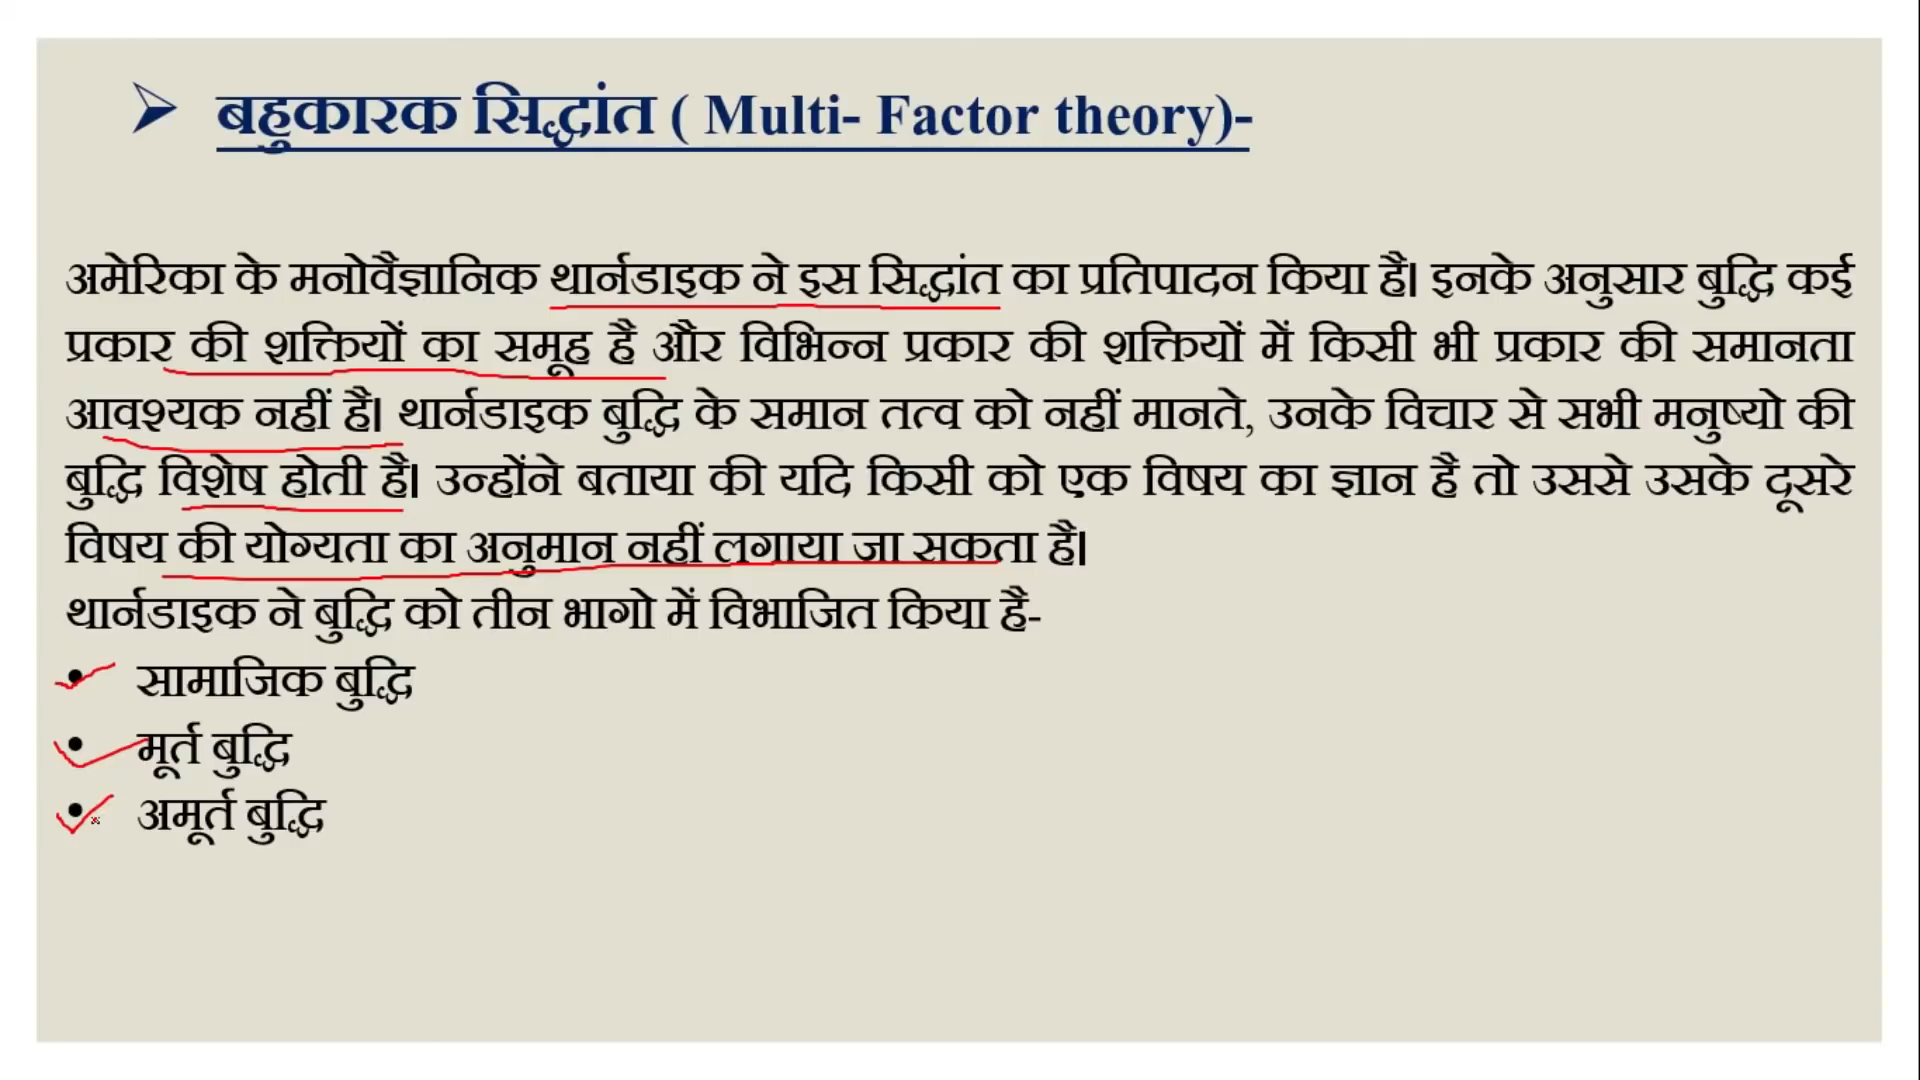 बहुकारक सिद्धांत ( Multi- Factor theory)-
अमेरिका के मनोवैज्ञानिक थार्नडाइक ने इस सिद्धांत का प्रतिपादन किया है। इनके अनुसार बुद्धि कई
प्रकार की शक्तियों का समूह है और विभिन्न प्रकार की शक्तियों में किसी भी प्रकार की समानता
आवश्यक नहीं है। थार्नडाइक बुद्धि के समान तत्व को नहीं मानते, उनके विचार से सभी मनुष्यो की
बुद्धि विशेष होती है। उन्होंने बताया की यदि किसी को एक विषय का ज्ञान है तो उससे उसके दूसरे
विषय की योग्यता का अनुमान नहीं लगाया जा सकता है।
थार्नडाइक ने बुद्धि को तीन भागो में विभाजित किया है-
• सामाजिक बुद्धि
• मूर्त बुद्धि
• अमूर्त बुद्धि